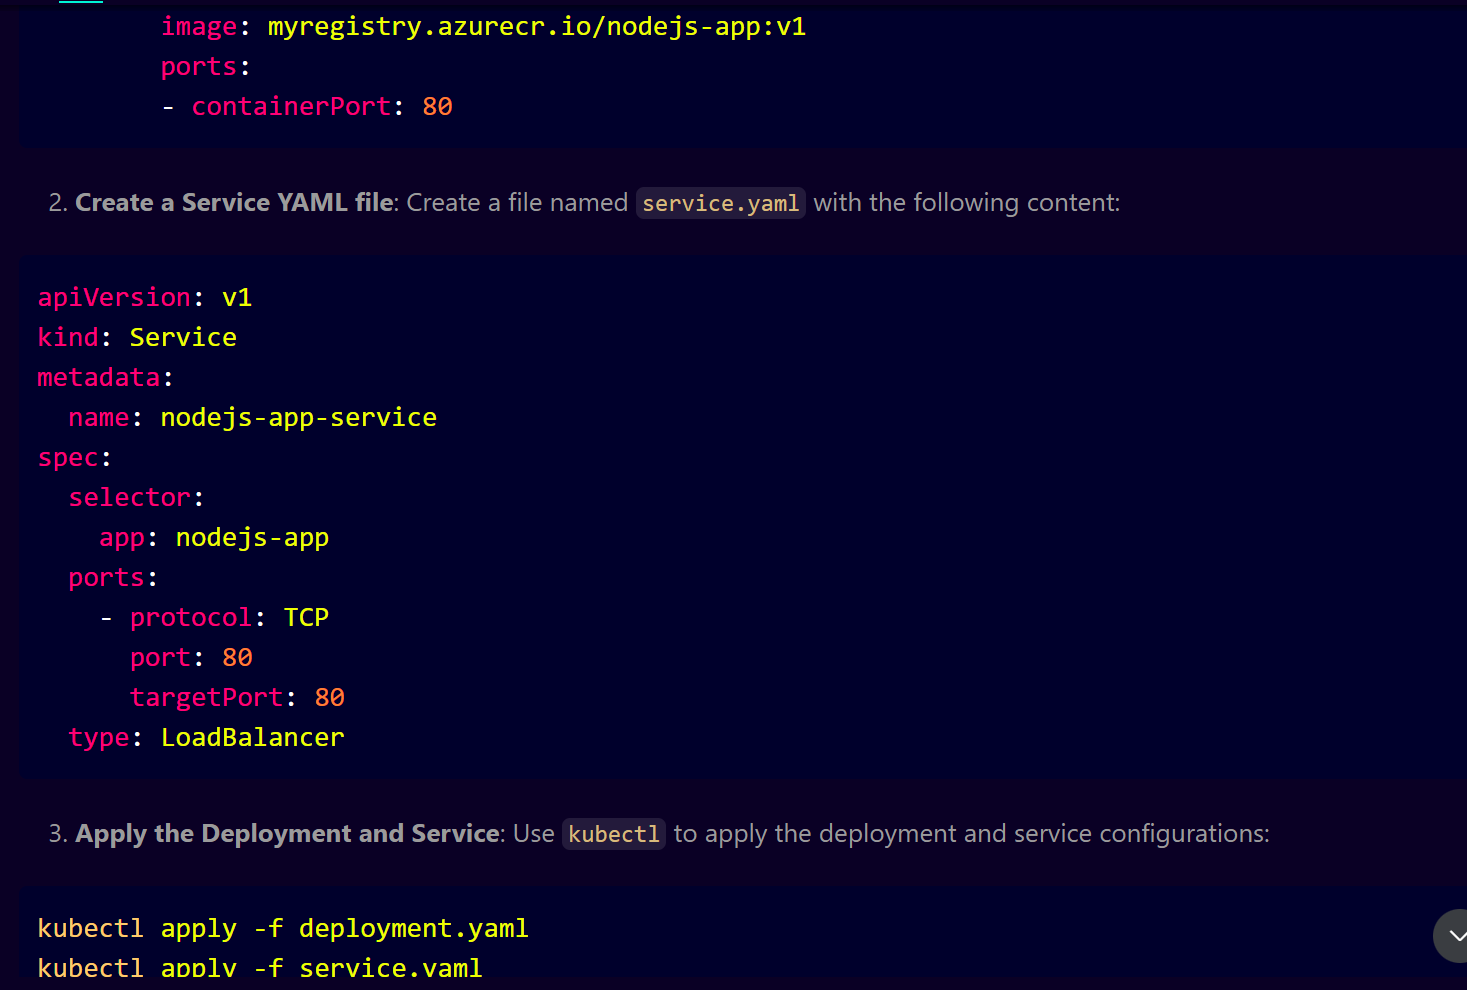 image: myregistry.azurecr.io/nodejs-app:v1
ports:
- containerPort: 80
2. Create a Service YAML file: Create a file named service.yaml with the following content:
apiVersion: v1
kind: Service
metadata:
  name: nodejs-app-service
spec:
  selector:
    app: nodejs-app
  ports:
    - protocol: TCP
      port: 80
      targetPort: 80
  type: LoadBalancer
3. Apply the Deployment and Service: Use kubectl to apply the deployment and service configurations:
kubectl apply -f deployment.yaml
kubectl apply -f service.yaml